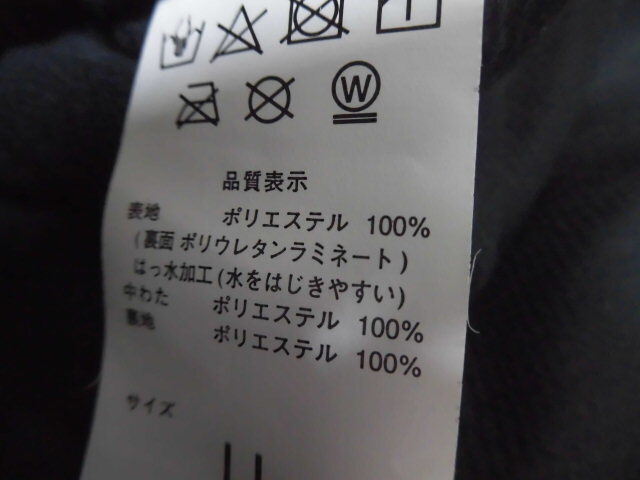 W
品質表示
表地 ポリエステル 100%
(裏面 ポリウレタンラミネート)
はっ水加工(水をはじきやすい)
中わた ポリエステル 100%
裏地 ポリエステル 100%
サイズ